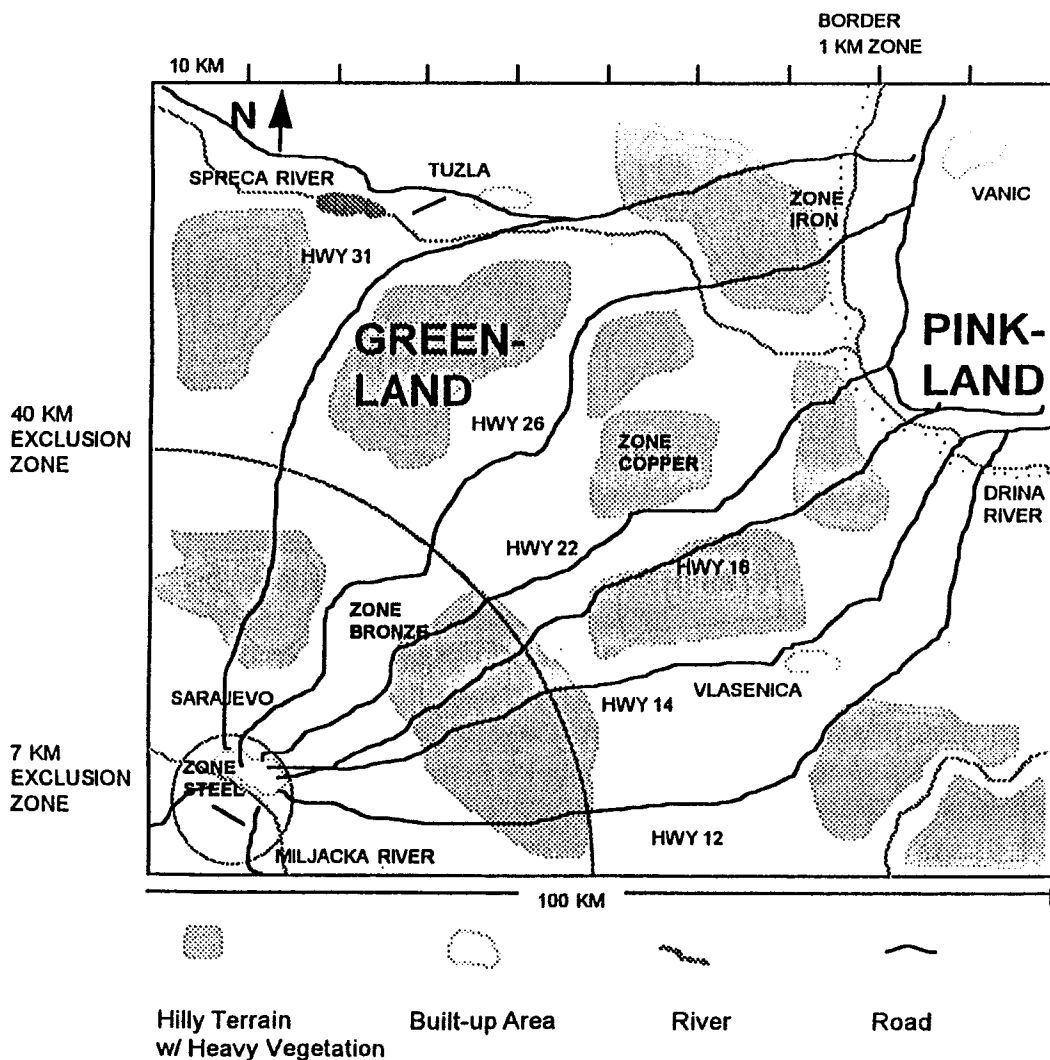 BORDER
1 KM ZONE
10 KM
N
SPRECA RIVER
TUZLA
VANIC
ZONE
IRON
HWY 31
GREEN-
LAND
PINK-
LAND
40 KM
EXCLUSION
ZONE
HWY 26
ZONE
COPPER
DRINA
RIVER
HWY 22
HWY 16
ZONE
BRONZE
SARAJEVO
VLASENICA
HWY 14
7 KM
EXCLUSION
ZONE
ZONE
STEEL
HWY 12
MILJACKA RIVER
100 KM
Hilly Terrain
w/ Heavy Vegetation
Built-up Area
River
Road